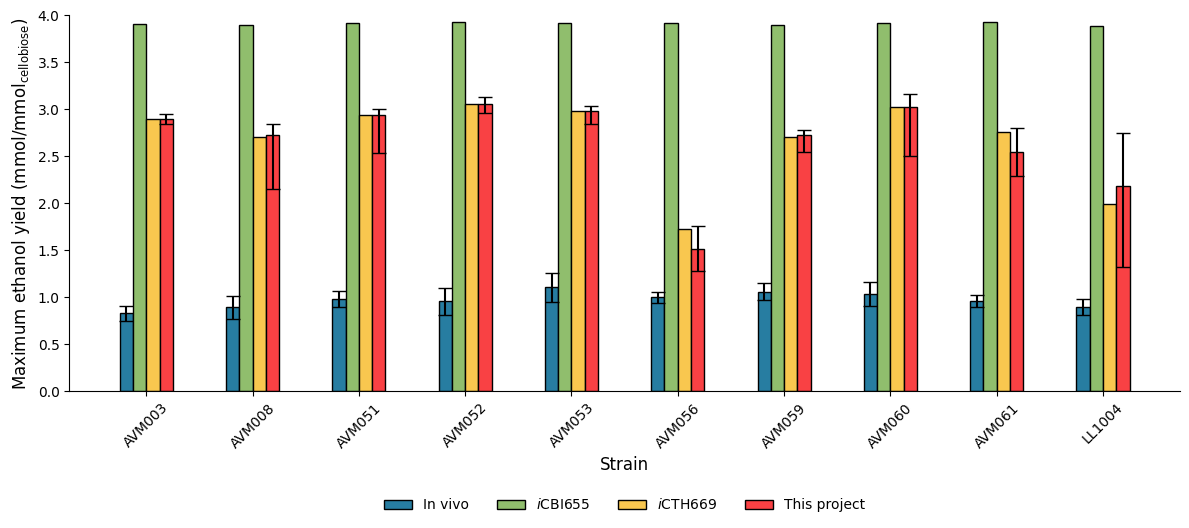 Maximum ethanol yield (mmol/mmol_cellobiose)
4.0
3.5
3.0
2.5
2.0
1.5
1.0
0.5
0.0
AVM003 AVM008 AVM051 AVM052 AVM053 AVM056 AVM059 AVM060 AVM061 LL1004
Strain
In vivo iCBI655 iCTH669 This project